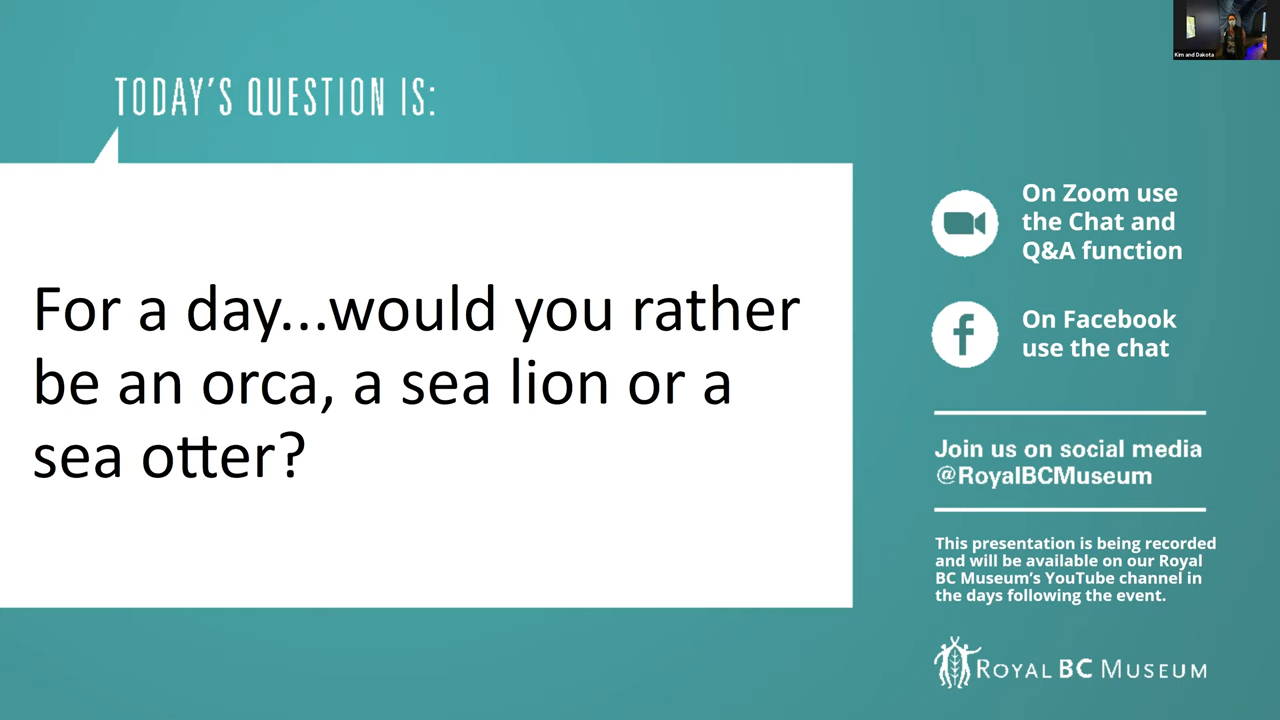 Kim and Dakota
TODAY'S QUESTION IS:
For a day...would you rather
be an orca, a sea lion or a
sea otter?
On Zoom use
the Chat and
Q&A function
On Facebook
use the chat
Join us on social media
@RoyalBCMuseum
This presentation is being recorded
and will be available on our Royal
BC Museum's YouTube channel in
the days following the event.
ROYAL BC MUSEUM